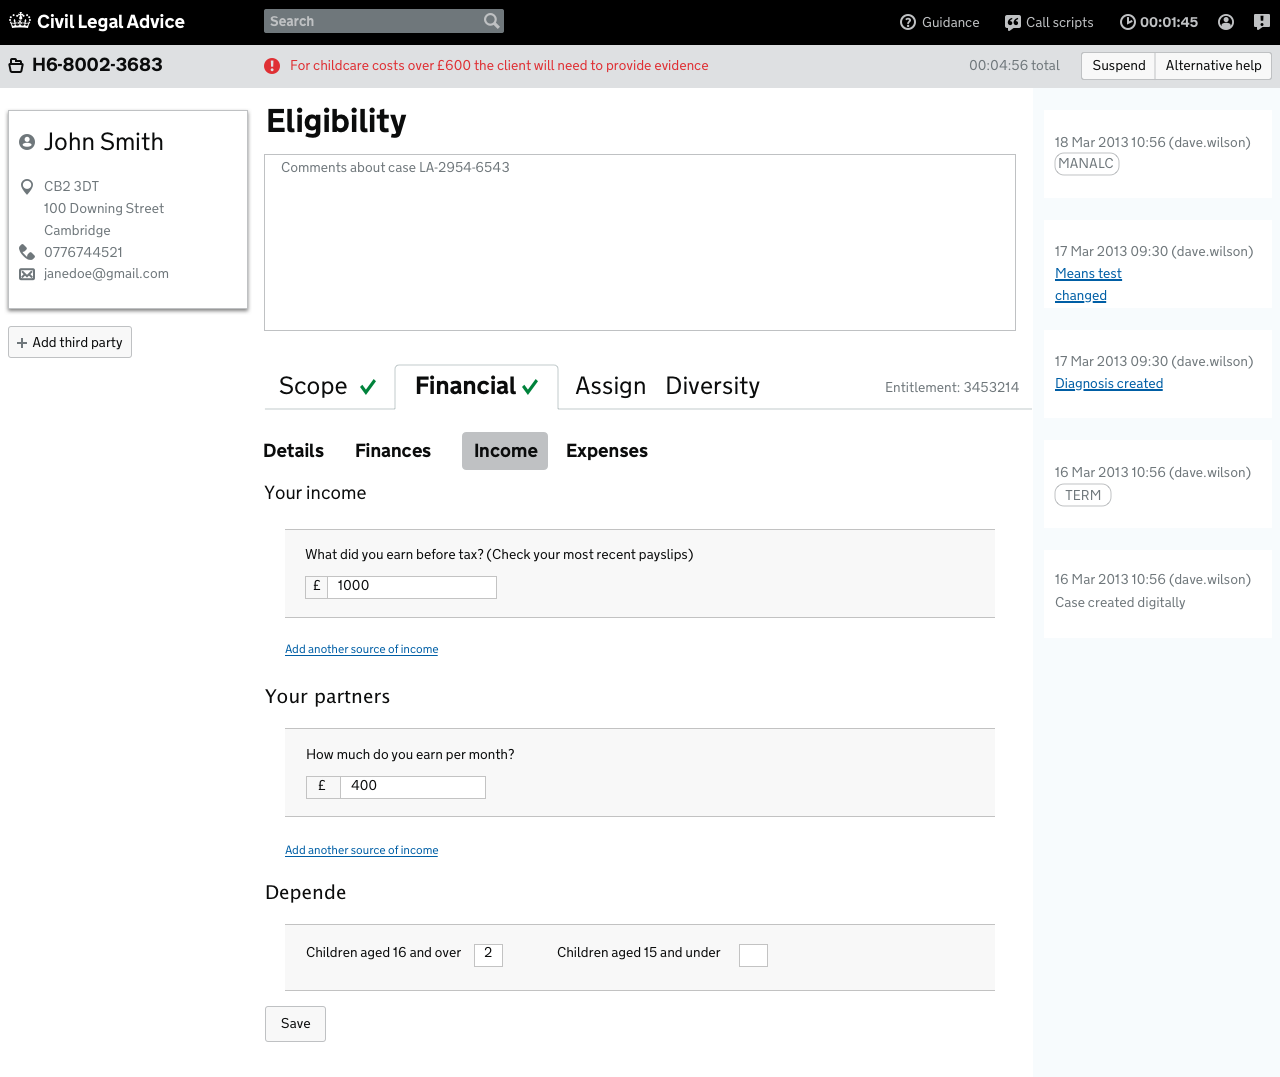 Civil Legal Advice
Search
Guidance
Call scripts
00:01:45
H6-8002-3683
For childcare costs over £600 the client will need to provide evidence
00:04:56 total
Suspend
Alternative help
John Smith
CB2 3DT
100 Downing Street
Cambridge
0776744521
janedoe@gmail.com
+ Add third party
Eligibility
Comments about case LA-2954-6543
Scope
Financial
Assign
Diversity
Entitlement: 3453214
Details
Finances
Income
Expenses
Your income
What did you earn before tax? (Check your most recent payslips)
£ 1000
Add another source of income
Your partners
How much do you earn per month?
£ 400
Add another source of income
Depende
Children aged 16 and over 2
Children aged 15 and under
Save
18 Mar 2013 10:56 (dave.wilson)
MANALC
17 Mar 2013 09:30 (dave.wilson)
Means test
changed
17 Mar 2013 09:30 (dave.wilson)
Diagnosis created
16 Mar 2013 10:56 (dave.wilson)
TERM
16 Mar 2013 10:56 (dave.wilson)
Case created digitally